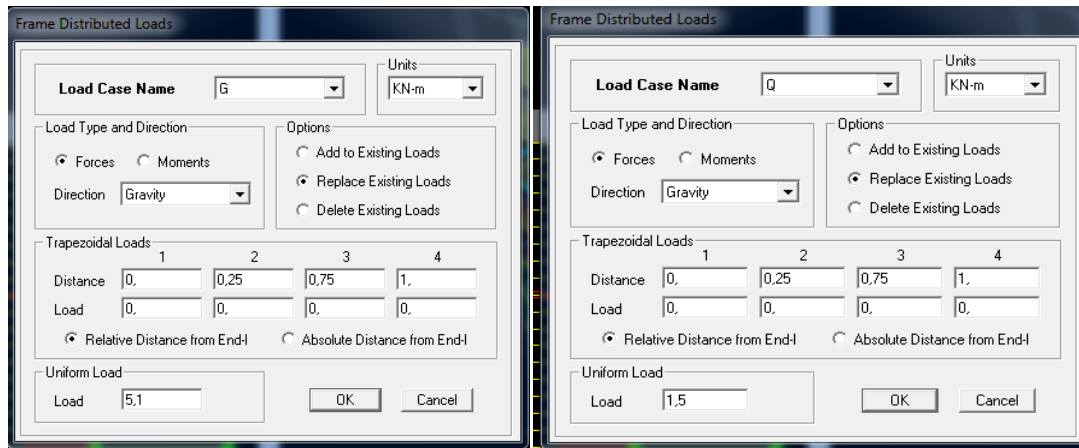 Frame Distributed Loads
Load Case Name G
Units
KN-m
Load Type and Direction
Forces Moments
Direction Gravity
Options
Add to Existing Loads
Replace Existing Loads
Delete Existing Loads
Trapezoidal Loads
1 2 3 4
Distance 0, 0,25 0,75 1,
Load 0, 0, 0, 0,
Relative Distance from End-I Absolute Distance from End-I
Uniform Load
Load 5,1
OK Cancel
Frame Distributed Loads
Load Case Name Q
Units
KN-m
Load Type and Direction
Forces Moments
Direction Gravity
Options
Add to Existing Loads
Replace Existing Loads
Delete Existing Loads
Trapezoidal Loads
1 2 3 4
Distance 0, 0,25 0,75 1,
Load 0, 0, 0, 0,
Relative Distance from End-I Absolute Distance from End-I
Uniform Load
Load 1,5
OK Cancel